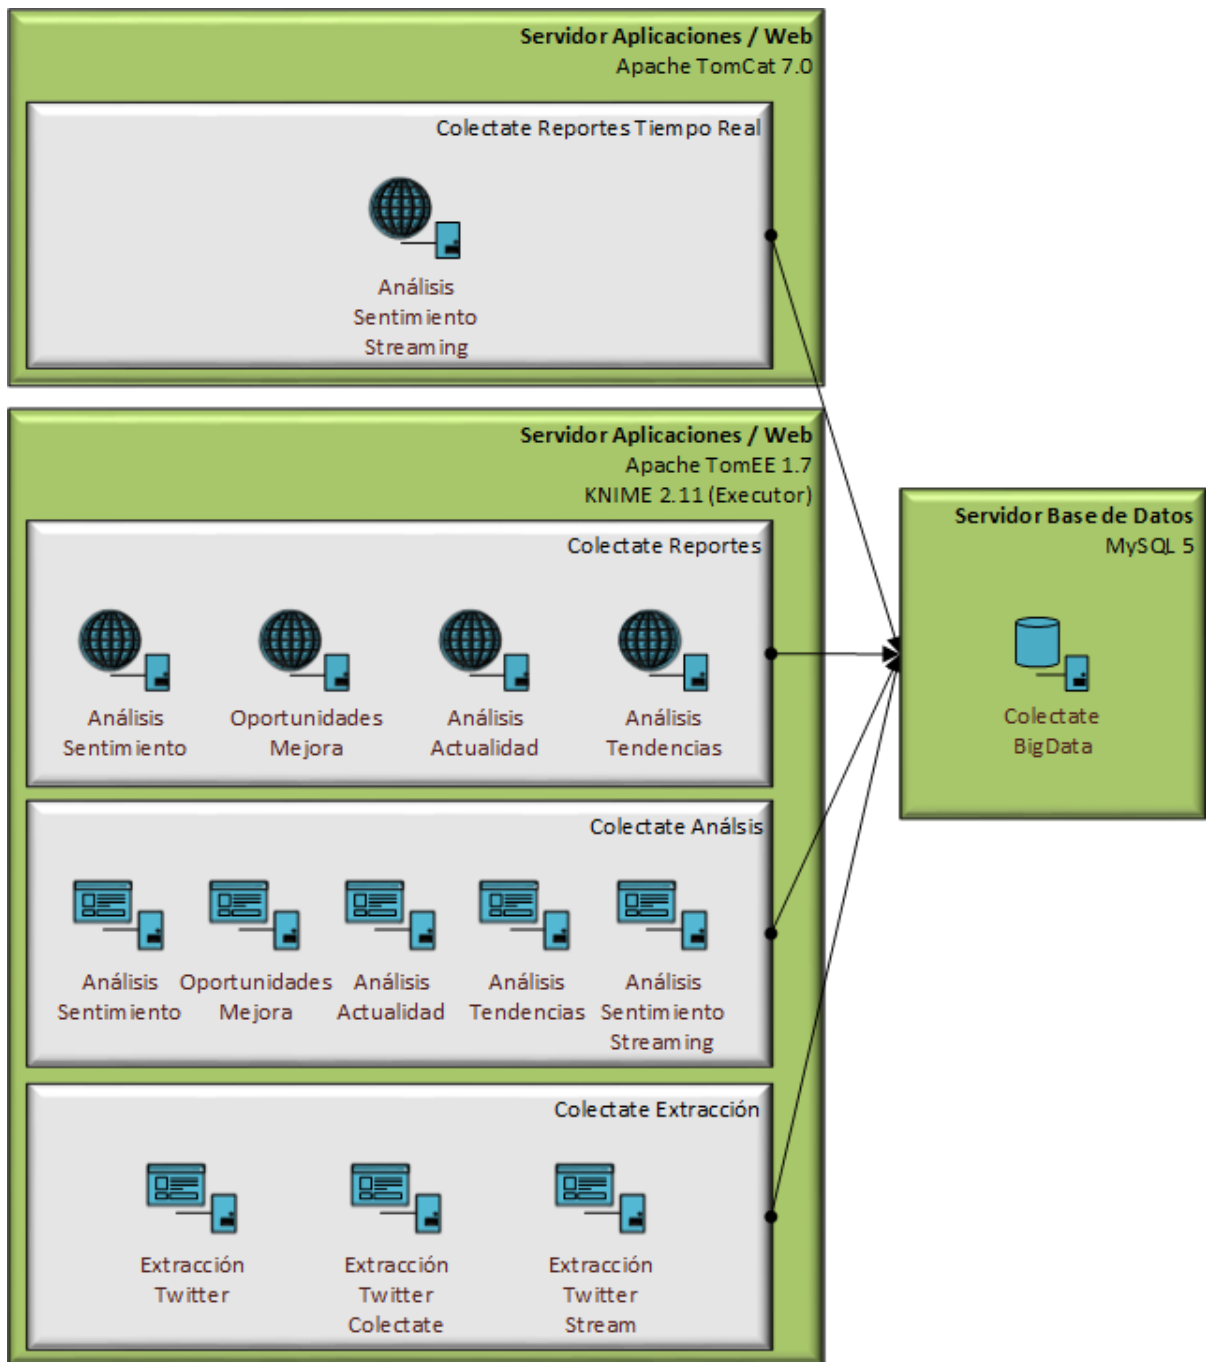 Servidor Aplicaciones / Web
Apache TomCat 7.0
Colectate Reportes Tiempo Real
Análisis
Sentimiento
Streaming
Servidor Aplicaciones / Web
Apache TomEE 1.7
KNIME 2.11 (Executor)
Colectate Reportes
Análisis
Sentimiento
Oportunidades
Mejora
Análisis
Actualidad
Análisis
Tendencias
Colectate Análsis
Análisis
Sentimiento
Oportunidades
Mejora
Análisis
Actualidad
Análisis
Tendencias
Análisis
Sentimiento
Streaming
Colectate Extracción
Extracción
Twitter
Extracción
Twitter
Colectate
Extracción
Twitter
Stream
Servidor Base de Datos
MySQL 5
Colectate
BigData